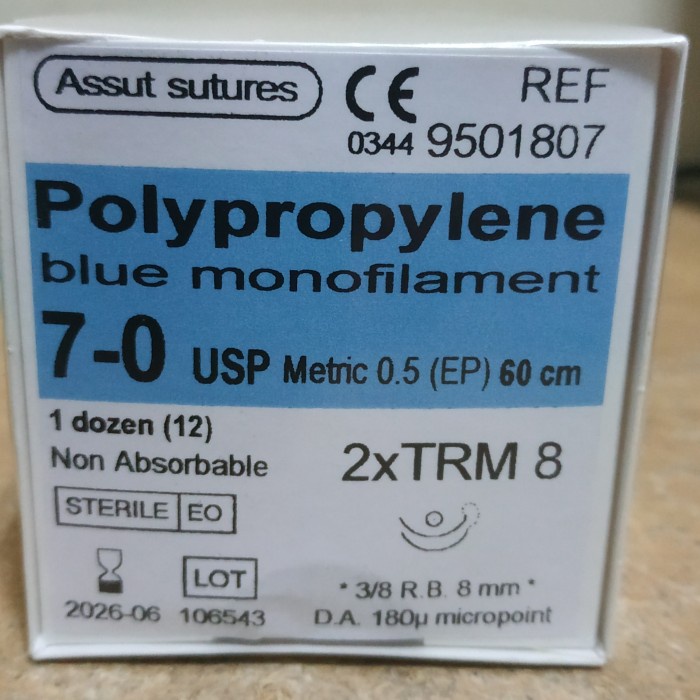 Assut sutures
CE 0344
REF
9501807
Polypropylene
blue monofilament
7-0 USP Metric 0.5 (EP) 60 cm
1 dozen (12)
Non Absorbable
2xTRM 8
STERILE EO
* 3/8 R.B. 8 mm *
D.A. 180µ micropoint
LOT
2026-06 106543